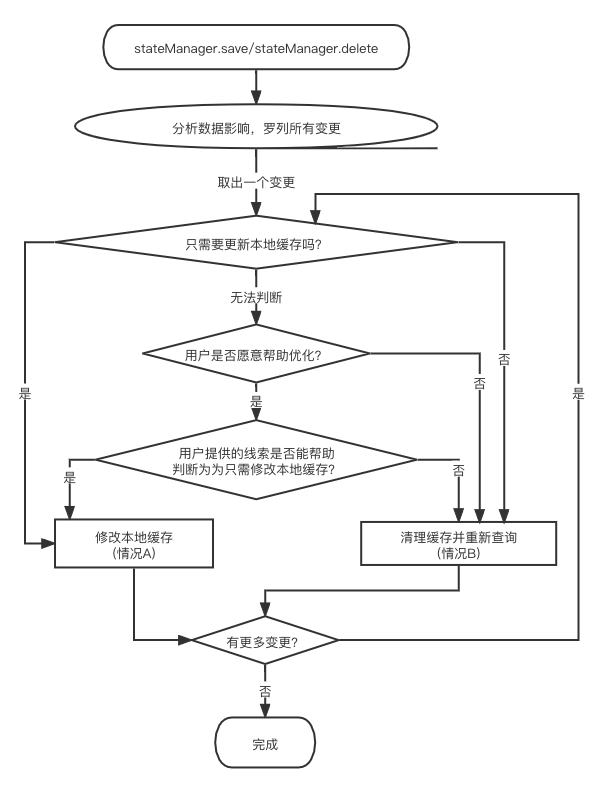 stateManager.save/stateManager.delete
分析数据影响，罗列所有变更
取出一个变更
只需要更新本地缓存吗？
无法判断
用户是否愿意帮助优化？
否
否
是
是
是
用户提供的线索是否能帮助
判断为为只需修改本地缓存？
是
否
修改本地缓存
(情况A)
清理缓存并重新查询
(情况B)
有更多变更？
否
完成